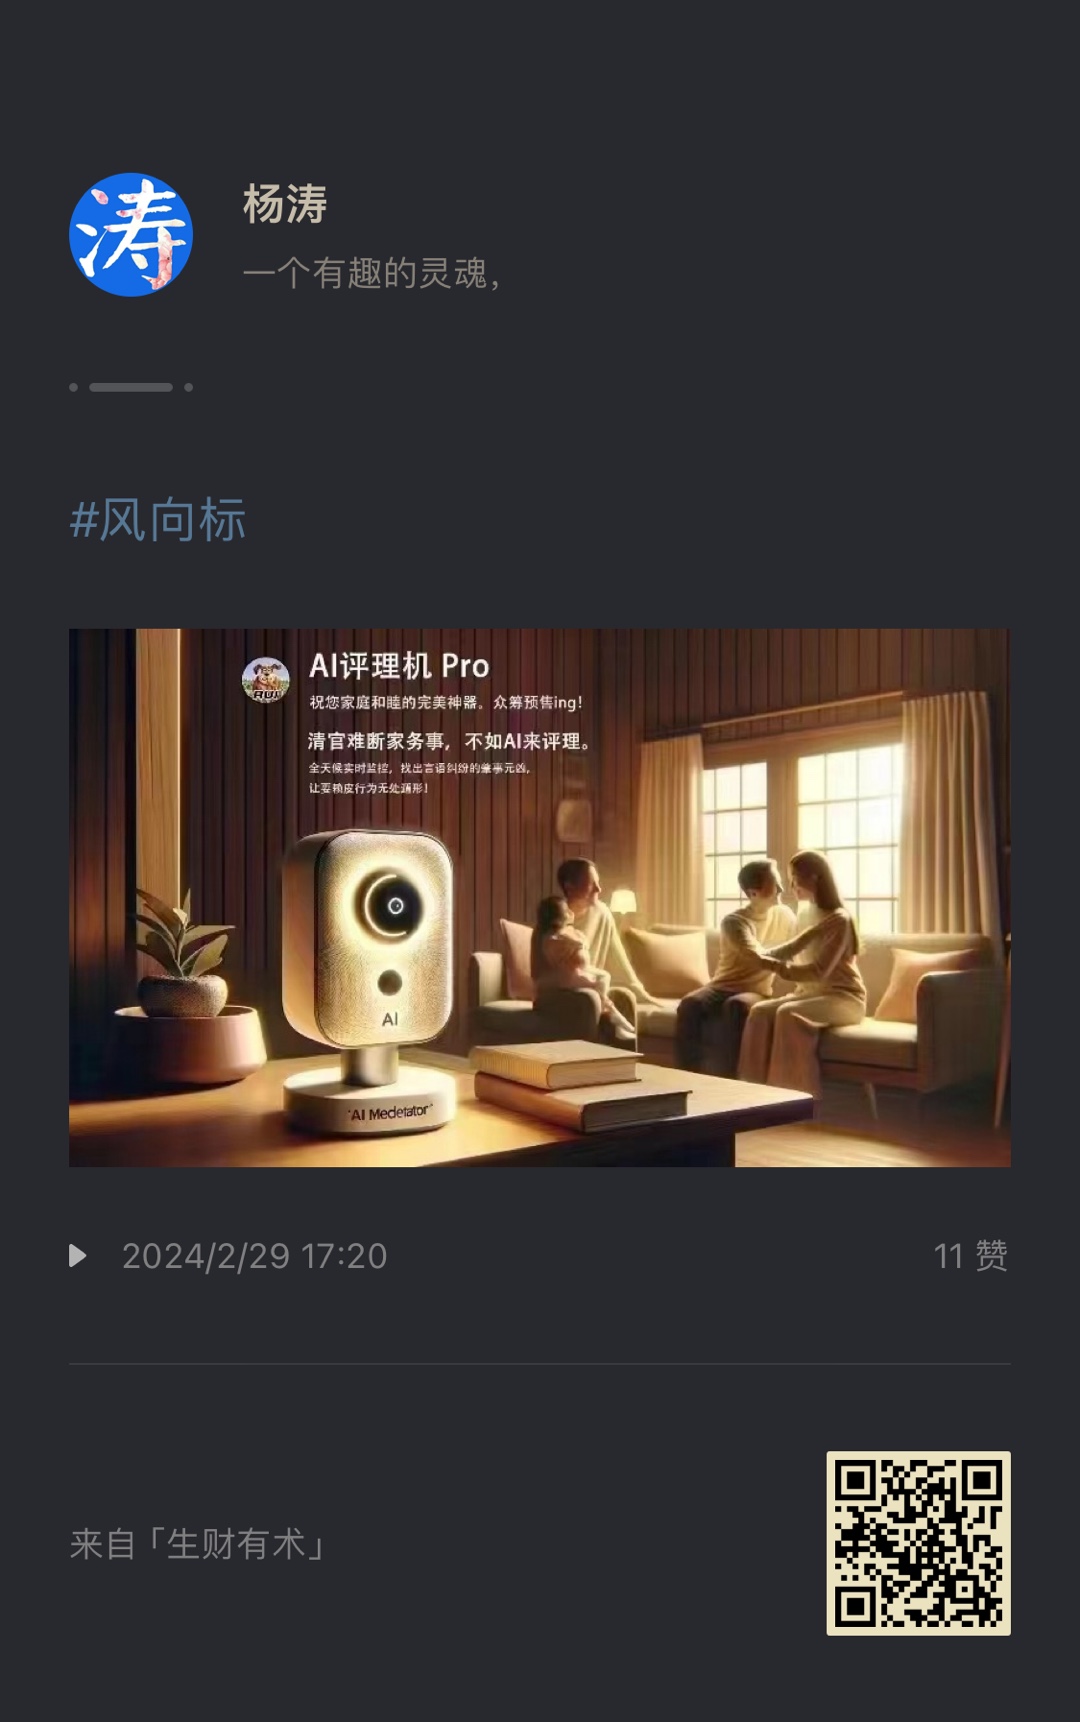 涛
杨涛
一个有趣的灵魂，
#风向标
AI评理机 Pro
祝您家庭和睦的完美神器。众筹预售ing！
清官难断家务事，不如AI来评理。
全天候实时监控，找出言语纠纷的肇事元凶，
让耍赖皮行为无处遁形！
AI
"AI Medetator"
2024/2/29 17:20
11 赞
来自「生财有术」